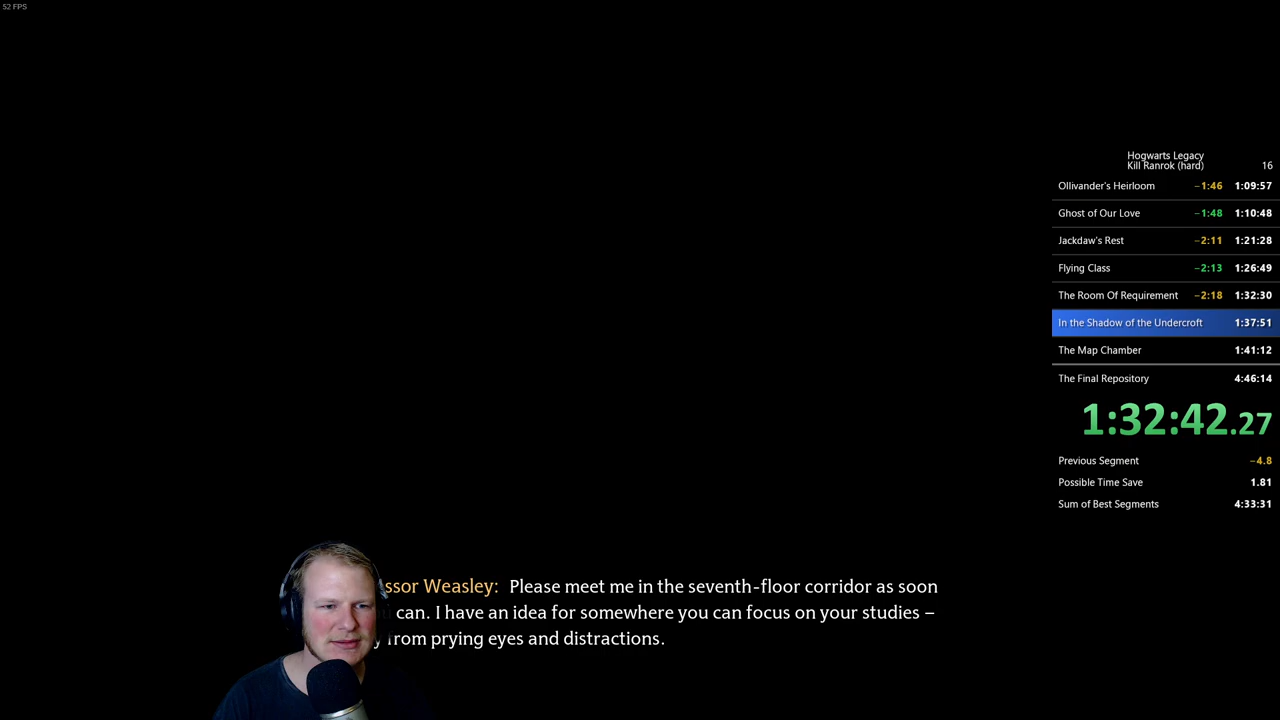 52 FPS
Hogwarts Legacy
Kill Ranrok (hard) 16
Ollivander's Heirloom -1:46 1:09:57
Ghost of Our Love -1:48 1:10:48
Jackdaw's Rest -2:11 1:21:28
Flying Class -2:13 1:26:49
The Room Of Requirement -2:18 1:32:30
In the Shadow of the Undercroft 1:37:51
The Map Chamber 1:41:12
The Final Repository 4:46:14
1:32:42.27
Previous Segment -4.8
Possible Time Save 1.81
Sum of Best Segments 4:33:31
ssor Weasley: Please meet me in the seventh-floor corridor as soon
can. I have an idea for somewhere you can focus on your studies –
from prying eyes and distractions.